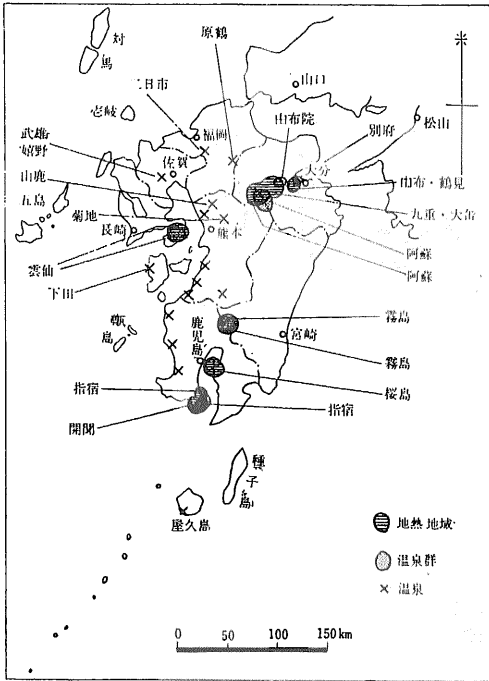 対馬
原鶴
二日市
山口
壱岐
福岡
由布院
別府
松山
武雄
嬉野
佐賀
大分
山鹿
由布・鶴見
五島
菊地
九重・大岳
長崎
熊本
阿蘇
雲仙
阿蘇
下田
霧島
甑島
鹿児島
宮崎
霧島
桜島
指宿
指宿
開聞
種子島
屋久島
地熱地域
温泉群
× 温泉
0 50 100 150km